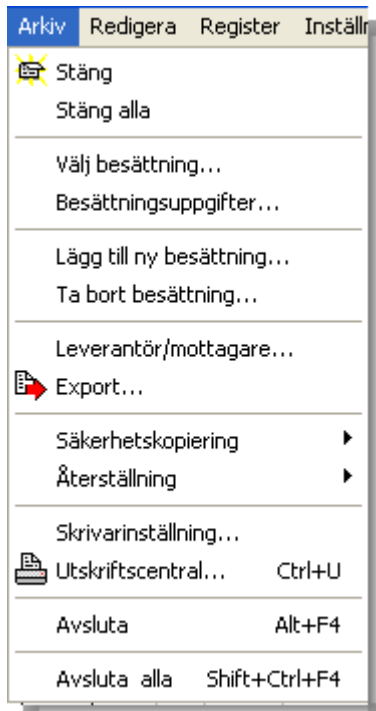 Arkiv Redigera Register Inställn
Stäng
Stäng alla
Välj besättning...
Besättningsuppgifter...
Lägg till ny besättning...
Ta bort besättning...
Leverantör/mottagare...
Export...
Säkerhetskopiering
Återställning
Skrivarinställning...
Utskriftscentral... Ctrl+U
Avsluta Alt+F4
Avsluta alla Shift+Ctrl+F4